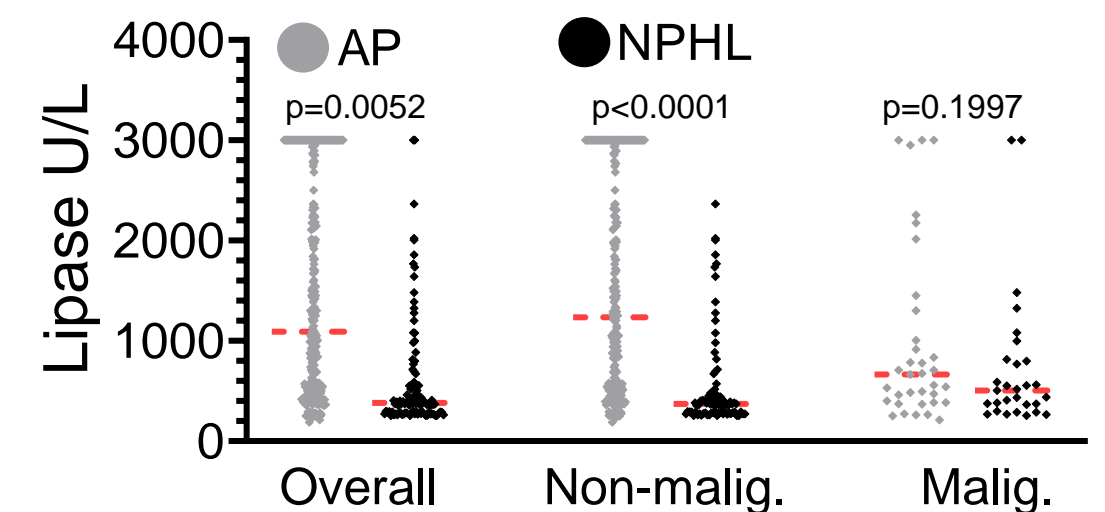 4000
AP
NPHL
p=0.0052
p<0.0001
p=0.1997
3000
2000
1000
0
Lipase U/L
Overall
Non-malig.
Malig.